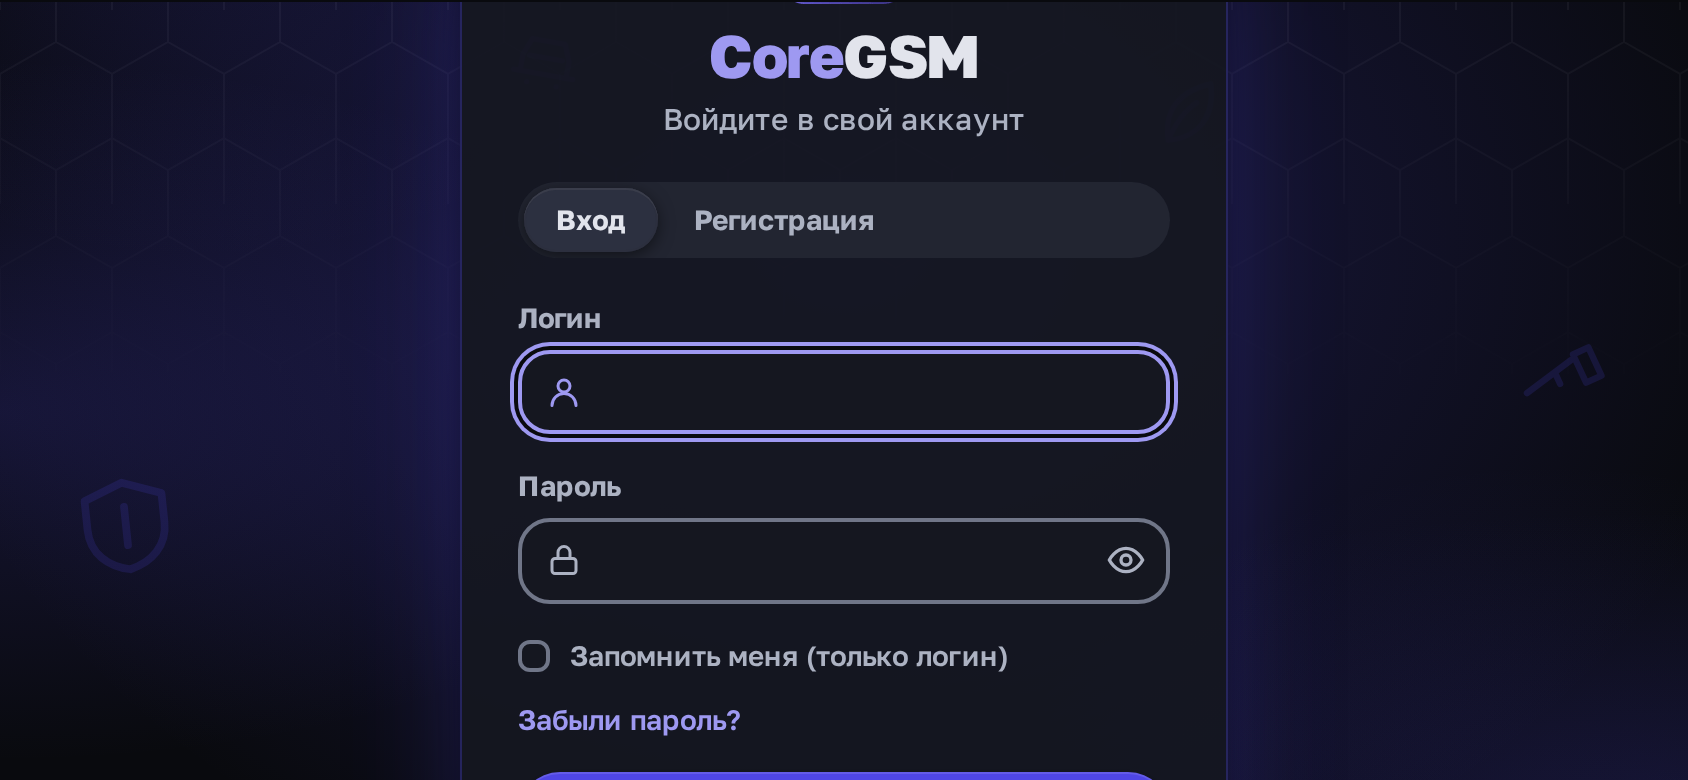 CoreGSM
Войдите в свой аккаунт
Вход Регистрация
Логин
Пароль
Запомнить меня (только логин)
Забыли пароль?